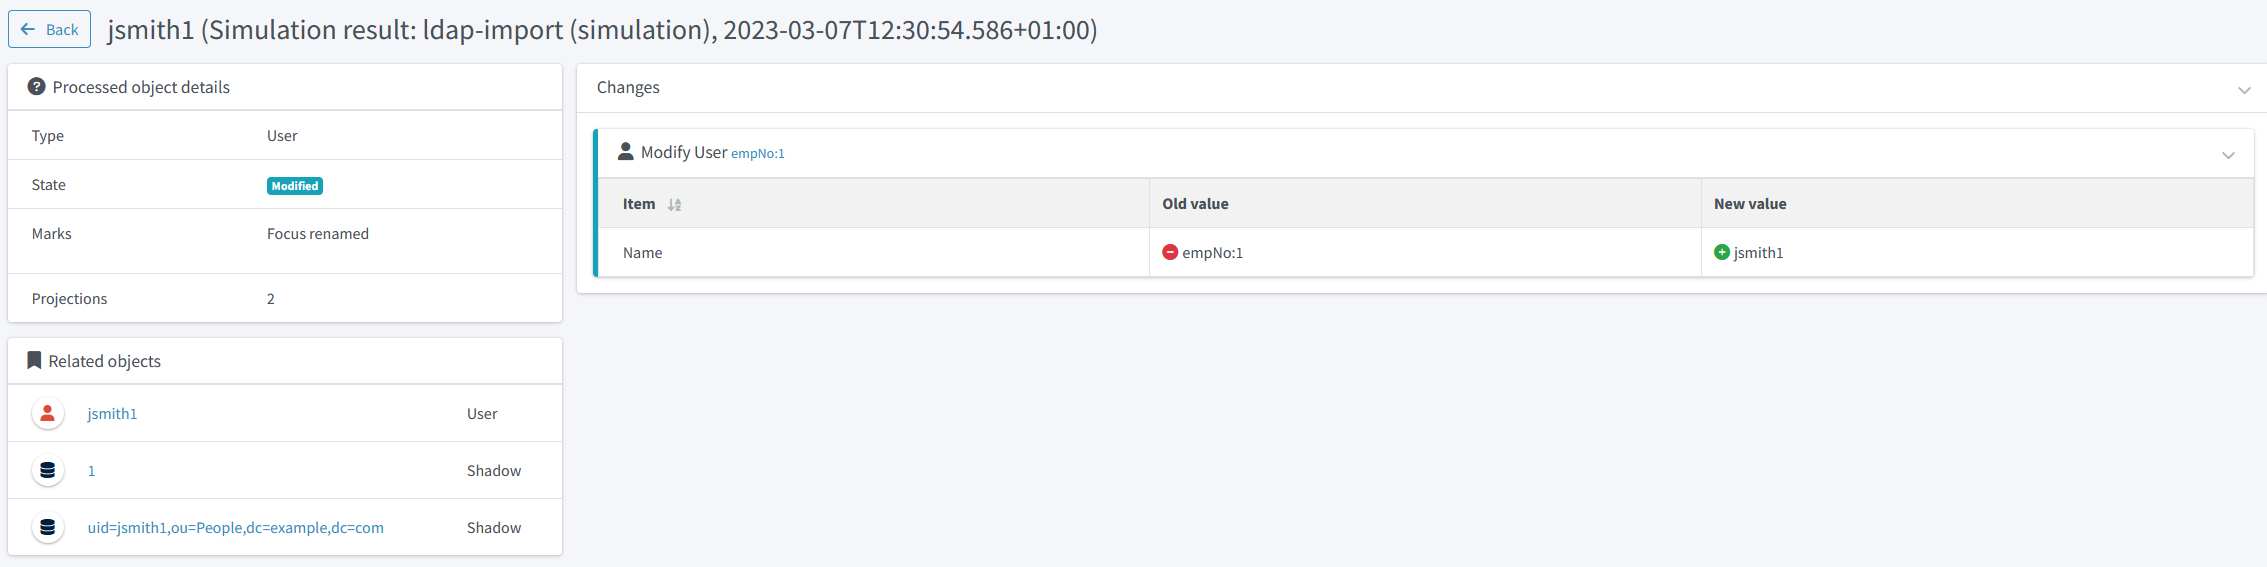 Back
jsmith1 (Simulation result: ldap-import (simulation), 2023-03-07T12:30:54.586+01:00)
Processed object details
Type User
State Modified
Marks Focus renamed
Projections 2
Related objects
jsmith1 User
1 Shadow
uid=jsmith1,ou=People,dc=example,dc=com Shadow
Changes
Modify User empNo:1
Item Old value New value
Name empNo:1 jsmith1